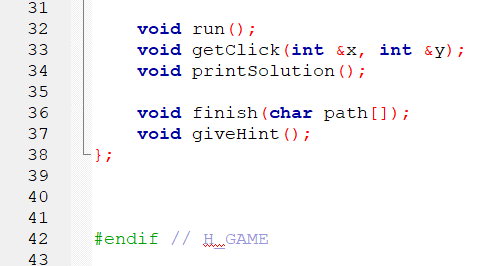 31
32 void run();
33 void getClick(int &x, int &y);
34 void printSolution();
35
36 void finish(char path[]);
37 void giveHint();
38 };
39
40
41
42 #endif // H_GAME
43